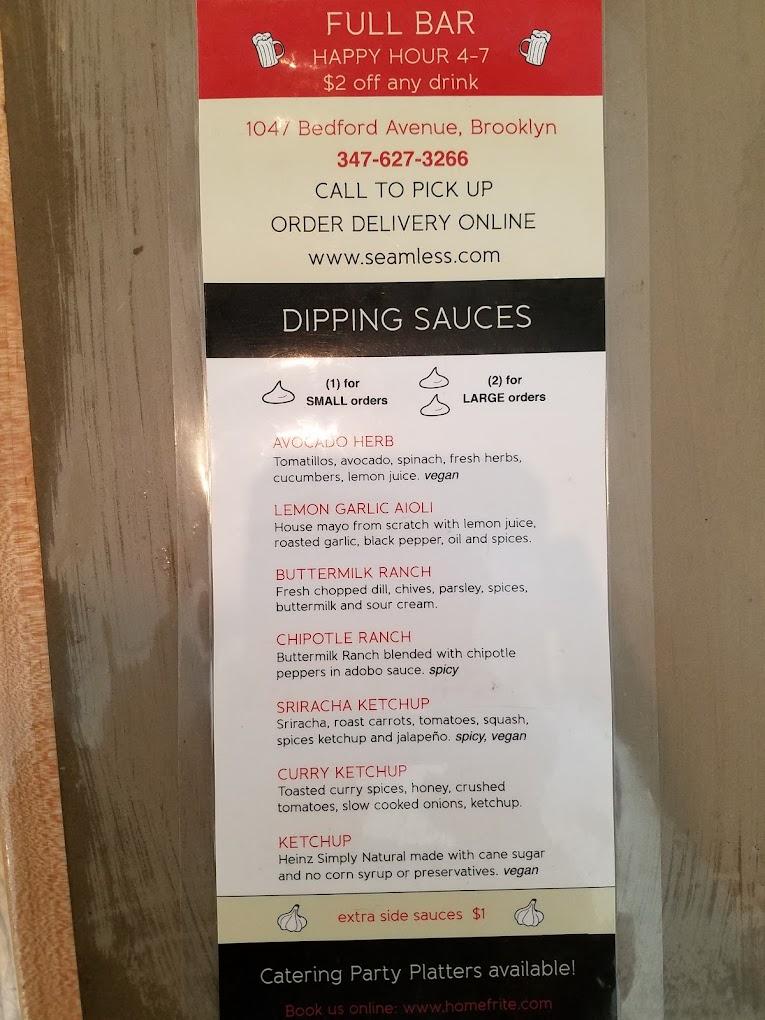 FULL BAR
HAPPY HOUR 4-7
$2 off any drink
1047 Bedford Avenue, Brooklyn
347-627-3266
CALL TO PICK UP
ORDER DELIVERY ONLINE
www.seamless.com
DIPPING SAUCES
(1) for
SMALL orders
(2) for
LARGE orders
AVOCADO HERB
Tomatillos, avocado, spinach, fresh herbs,
cucumbers, lemon juice. vegan
LEMON GARLIC AIOLI
House mayo from scratch with lemon juice,
roasted garlic, black pepper, oil and spices.
BUTTERMILK RANCH
Fresh chopped dill, chives, parsley, spices,
buttermilk and sour cream.
CHIPOTLE RANCH
Buttermilk Ranch blended with chipotle
peppers in adobo sauce. spicy
SRIRACHA KETCHUP
Sriracha, roast carrots, tomatoes, squash,
spices ketchup and jalapeño. spicy, vegan
CURRY KETCHUP
Toasted curry spices, honey, crushed
tomatoes, slow cooked onions, ketchup.
KETCHUP
Heinz Simply Natural made with cane sugar
and no corn syrup or preservatives. vegan
extra side sauces $1
Catering Party Platters available!
Book us online: www.homefrite.com